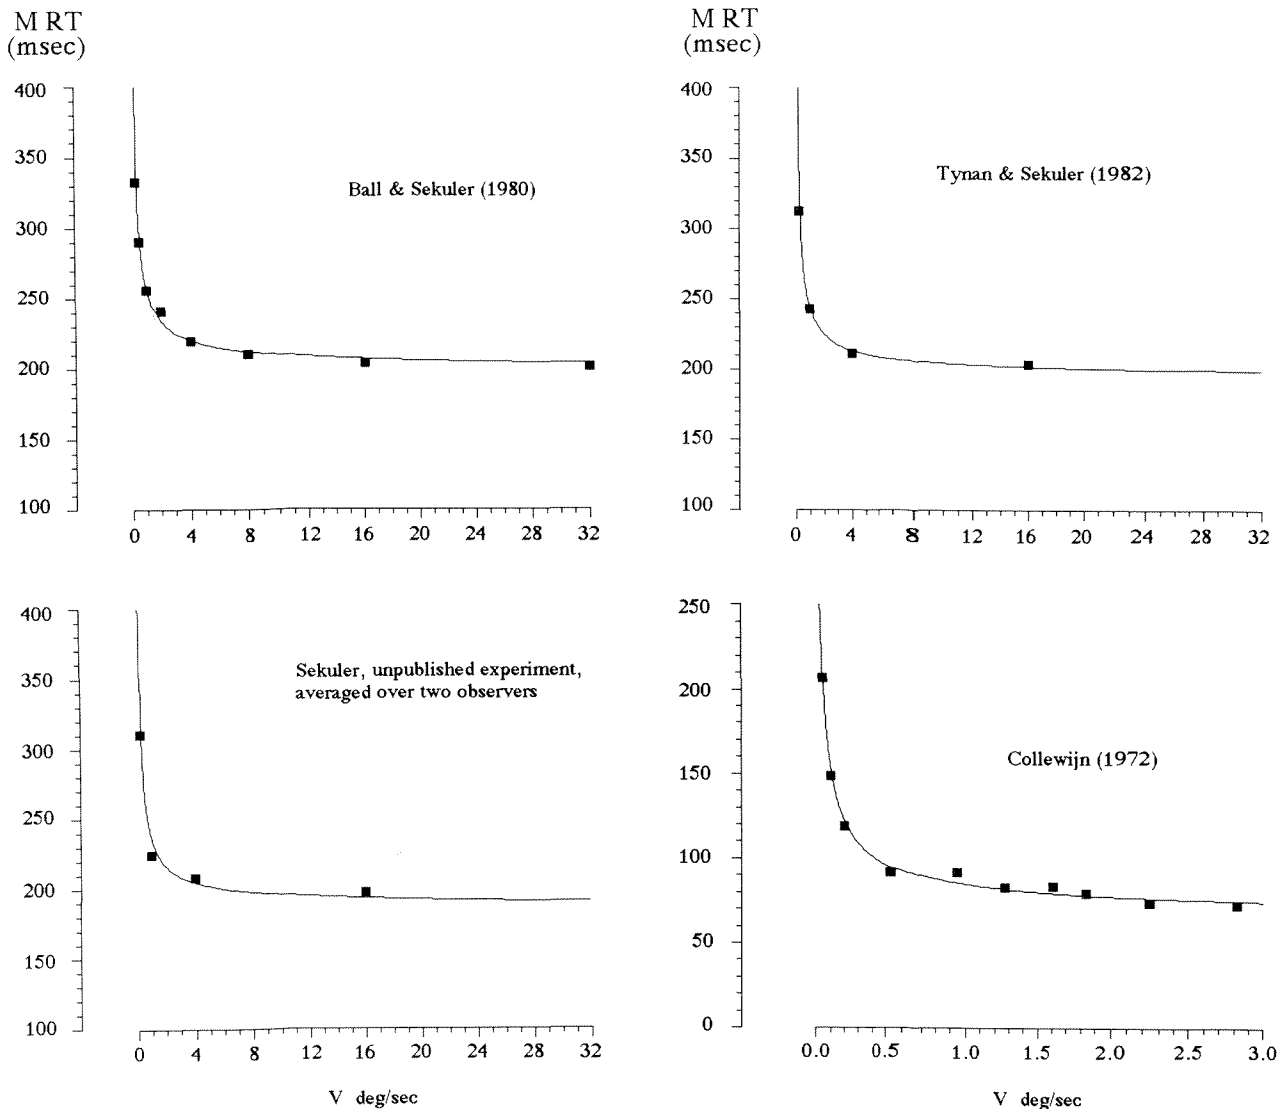 M RT
(msec)
400
350
300
250
200
150
100
Ball & Sekuler (1980)
0 4 8 12 16 20 24 28 32
M RT
(msec)
400
350
300
250
200
150
100
Tynan & Sekuler (1982)
0 4 8 12 16 20 24 28 32
400
350
300
250
200
150
100
Sekuler, unpublished experiment,
averaged over two observers
0 4 8 12 16 20 24 28 32
V deg/sec
250
200
150
100
50
0
Collewijn (1972)
0.0 0.5 1.0 1.5 2.0 2.5 3.0
V deg/sec